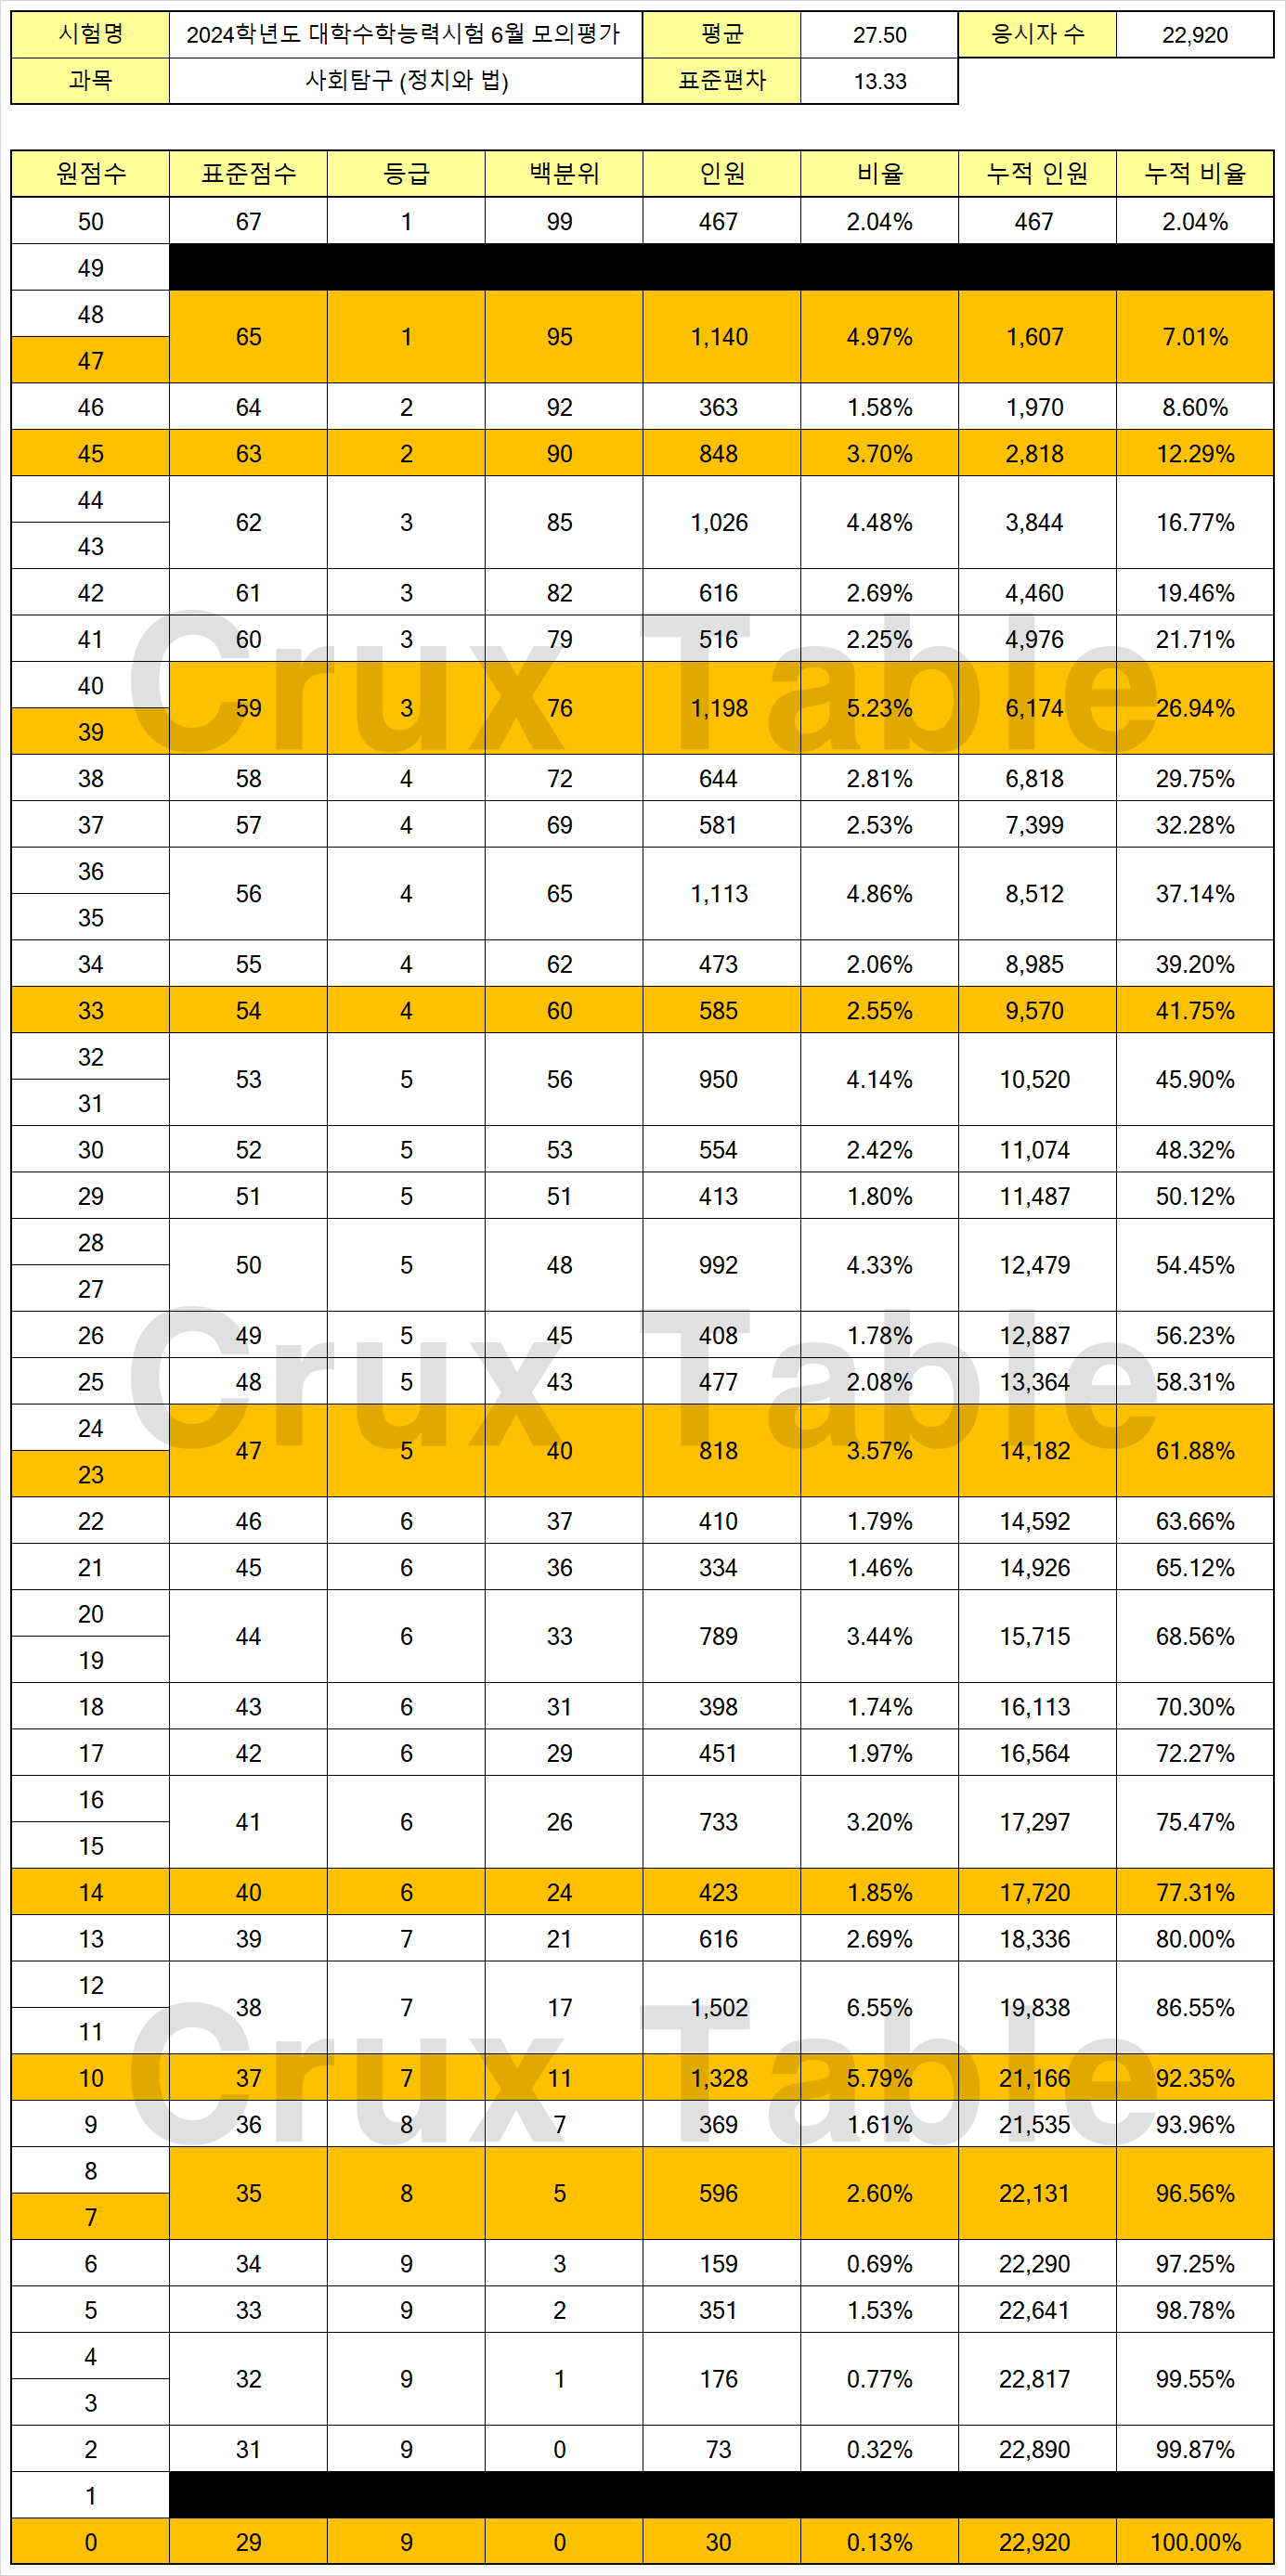 시험명 2024학년도 대학수학능력시험 6월 모의평가 평균 27.50 응시자 수 22,920
과목 사회탐구 (정치와 법) 표준편차 13.33
원점수 표준점수 등급 백분위 인원 비율 누적 인원 누적 비율
50 67 1 99 467 2.04% 467 2.04%
49
48
65 1 95 1,140 4.97% 1,607 7.01%
47
46 64 2 92 363 1.58% 1,970 8.60%
45 63 2 90 848 3.70% 2,818 12.29%
44
62 3 85 1,026 4.48% 3,844 16.77%
43
42 61 3 82 616 2.69% 4,460 19.46%
41 60 3 79 516 2.25% 4,976 21.71%
Crux Table
40
59 3 76 1,198 5.23% 6,174 26.94%
39
38 58 4 72 644 2.81% 6,818 29.75%
37 57 4 69 581 2.53% 7,399 32.28%
36
56 4 65 1,113 4.86% 8,512 37.14%
35
34 55 4 62 473 2.06% 8,985 39.20%
33 54 4 60 585 2.55% 9,570 41.75%
32
53 5 56 950 4.14% 10,520 45.90%
31
30 52 5 53 554 2.42% 11,074 48.32%
29 51 5 51 413 1.80% 11,487 50.12%
28
50 5 48 992 4.33% 12,479 54.45%
27
26 49 5 45 408 1.78% 12,887 56.23%
25 48 5 43 477 2.08% 13,364 58.31%
Crux Table
24
47 5 40 818 3.57% 14,182 61.88%
23
22 46 6 37 410 1.79% 14,592 63.66%
21 45 6 36 334 1.46% 14,926 65.12%
20
44 6 33 789 3.44% 15,715 68.56%
19
18 43 6 31 398 1.74% 16,113 70.30%
17 42 6 29 451 1.97% 16,564 72.27%
16
41 6 26 733 3.20% 17,297 75.47%
15
14 40 6 24 423 1.85% 17,720 77.31%
13 39 7 21 616 2.69% 18,336 80.00%
12
38 7 17 1,502 6.55% 19,838 86.55%
11
Crux Table
10 37 7 11 1,328 5.79% 21,166 92.35%
9 36 8 7 369 1.61% 21,535 93.96%
8
35 8 5 596 2.60% 22,131 96.56%
7
6 34 9 3 159 0.69% 22,290 97.25%
5 33 9 2 351 1.53% 22,641 98.78%
4
32 9 1 176 0.77% 22,817 99.55%
3
2 31 9 0 73 0.32% 22,890 99.87%
1
0 29 9 0 30 0.13% 22,920 100.00%